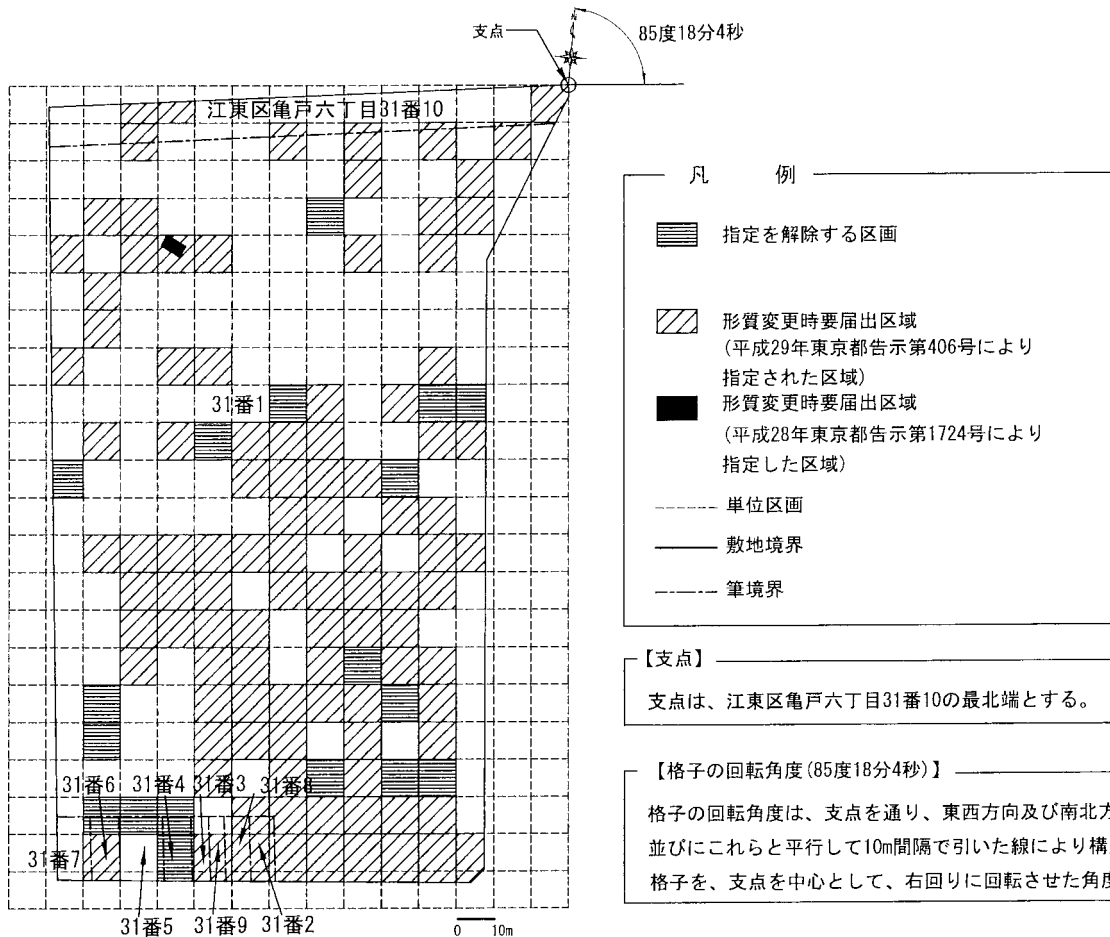 支点
85度18分4秒
江東区亀戸六丁目31番10
31番1
31番6
31番4
31番3
31番8
31番7
31番5
31番9
31番2
0 10m
凡 例
指定を解除する区画
形質変更時要届出区域
(平成29年東京都告示第406号により
指定された区域)
形質変更時要届出区域
(平成28年東京都告示第1724号により
指定した区域)
単位区画
敷地境界
筆境界
【支点】
支点は、江東区亀戸六丁目31番10の最北端とする。
【格子の回転角度(85度18分4秒)】
格子の回転角度は、支点を通り、東西方向及び南北方
並びにこれらと平行して10m間隔で引いた線により構
格子を、支点を中心として、右回りに回転させた角度